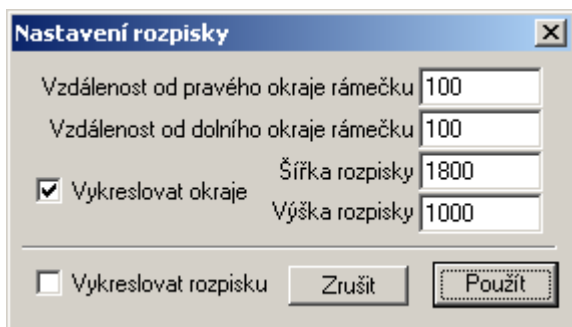 Nastavení rozpisky
Vzdálenost od pravého okraje rámečku 100
Vzdálenost od dolního okraje rámečku 100
Šířka rozpisky 1800
Vykreslovat okraje
Výška rozpisky 1000
Vykreslovat rozpisku Zrušit Použít